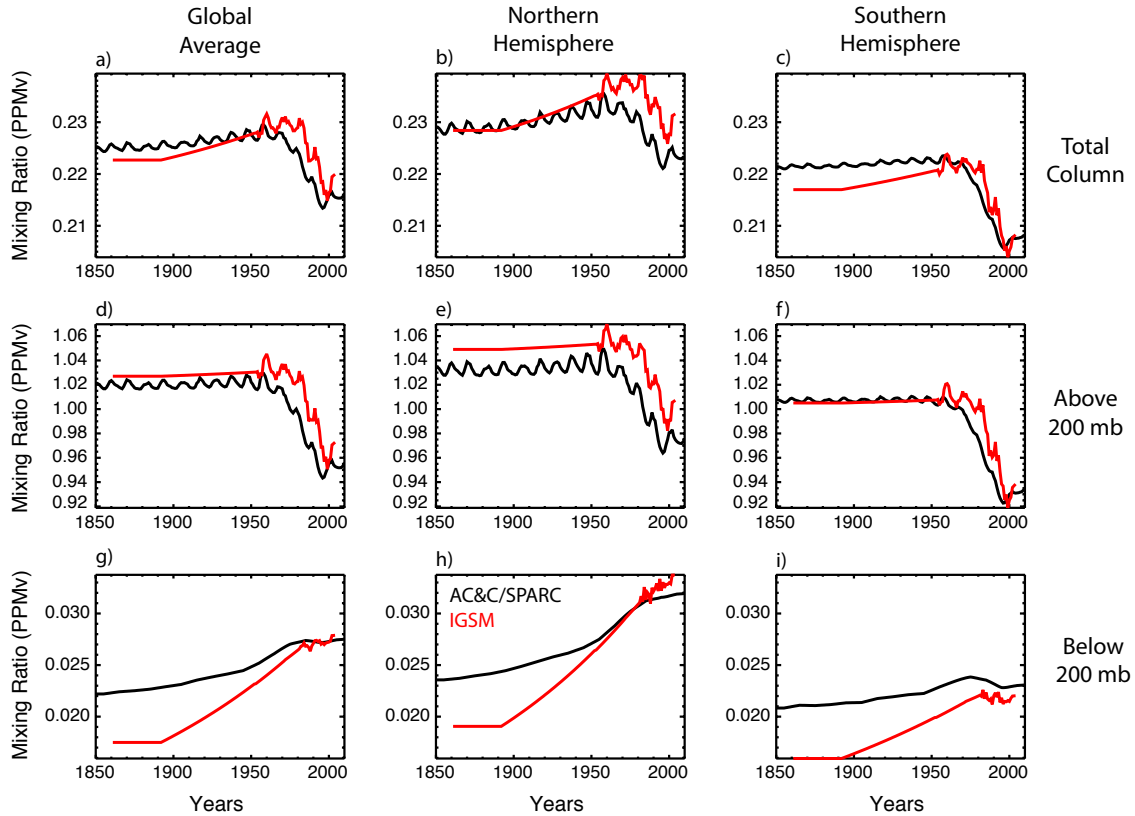 Global
Average
Northern
Hemisphere
Southern
Hemisphere
a)
b)
c)
Mixing Ratio (PPMv)
0.23
0.22
0.21
1850 1900 1950 2000
0.23
0.22
0.21
1850 1900 1950 2000
0.23
0.22
0.21
1850 1900 1950 2000
Total
Column
d)
e)
f)
Mixing Ratio (PPMv)
1.06
1.04
1.02
1.00
0.98
0.96
0.94
0.92
1850 1900 1950 2000
1.06
1.04
1.02
1.00
0.98
0.96
0.94
0.92
1850 1900 1950 2000
1.06
1.04
1.02
1.00
0.98
0.96
0.94
0.92
1850 1900 1950 2000
Above
200 mb
g)
h)
i)
Mixing Ratio (PPMv)
0.030
0.025
0.020
1850 1900 1950 2000
Years
AC&C/SPARC
IGSM
0.030
0.025
0.020
1850 1900 1950 2000
Years
0.030
0.025
0.020
1850 1900 1950 2000
Years
Below
200 mb